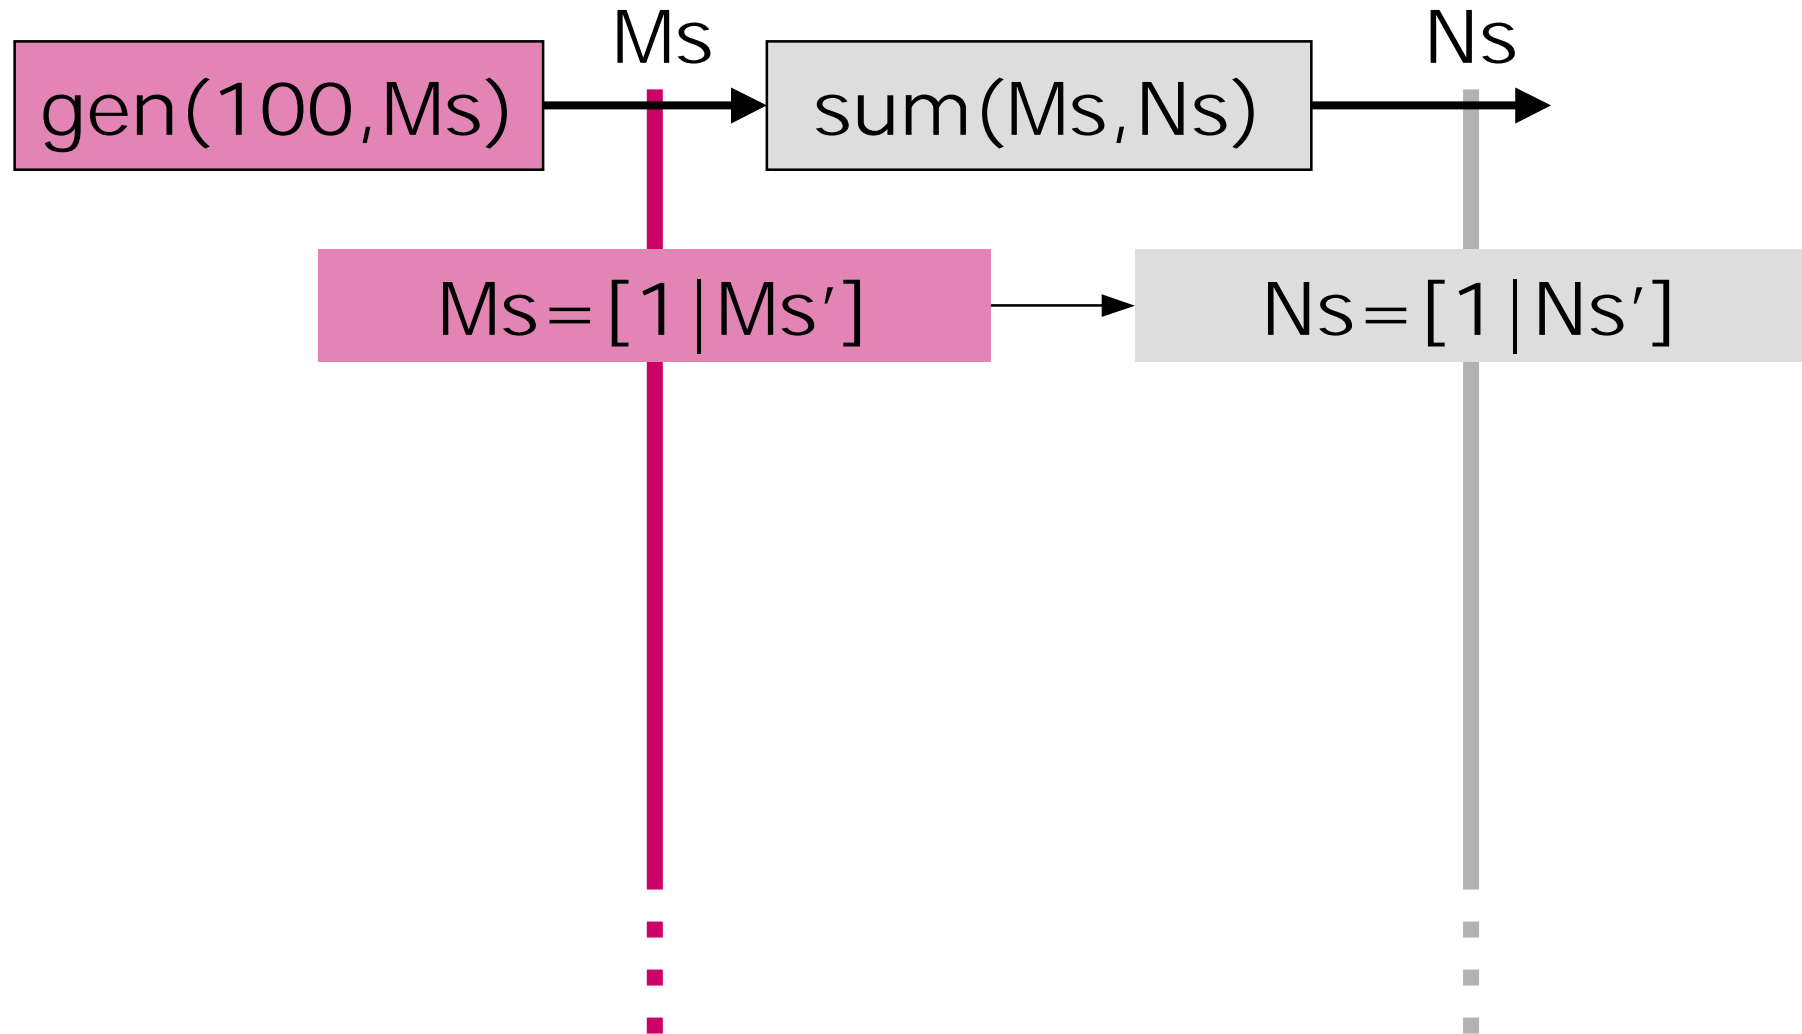 Ms
Ns
gen(100,Ms)
sum(Ms,Ns)
Ms=[1|Ms′]
Ns=[1|Ns′]